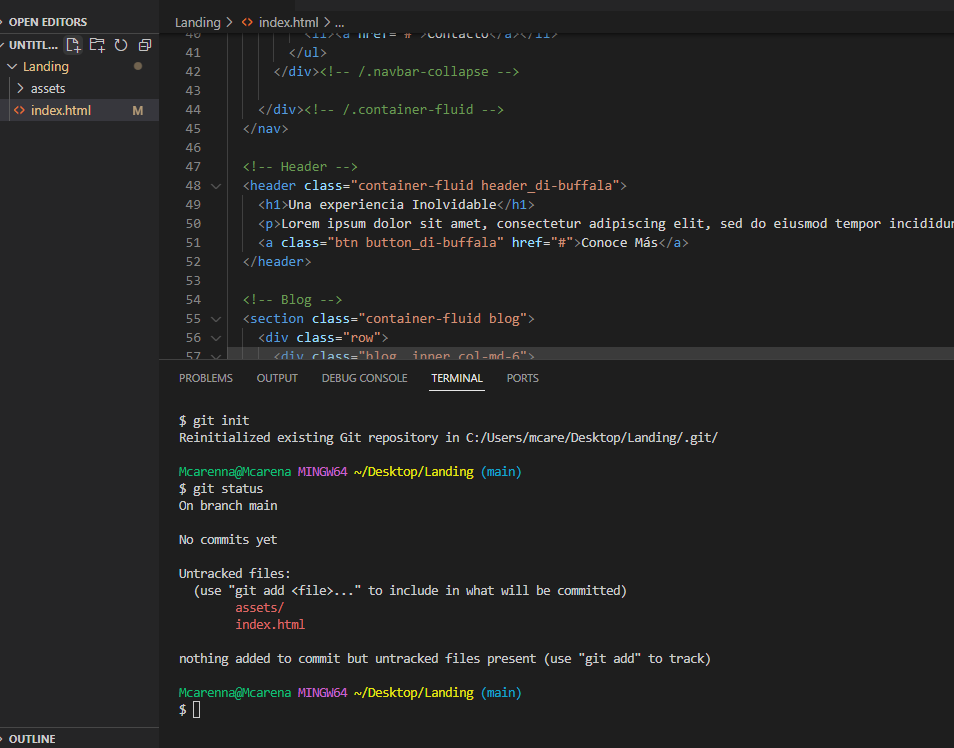 OPEN EDITORS
UNTITL...
Landing
assets
index.html M
OUTLINE
Landing > index.html > ...
40 <li><a href="#">Contacto</a></li>
41 </ul>
42 </div><!-- /.navbar-collapse -->
43
44 </div><!-- /.container-fluid -->
45 </nav>
46
47 <!-- Header -->
48 <header class="container-fluid header_di-buffala">
49 <h1>Una experiencia Inolvidable</h1>
50 <p>Lorem ipsum dolor sit amet, consectetur adipiscing elit, sed do eiusmod tempor incididun
51 <a class="btn button_di-buffala" href="#">Conoce Más</a>
52 </header>
53
54 <!-- Blog -->
55 <section class="container-fluid blog">
56 <div class="row">
57 <div class="blog__inner col-md-6">
PROBLEMS OUTPUT DEBUG CONSOLE TERMINAL PORTS
$ git init
Reinitialized existing Git repository in C:/Users/mcare/Desktop/Landing/.git/
Mcarenna@Mcarena MINGW64 ~/Desktop/Landing (main)
$ git status
On branch main
No commits yet
Untracked files:
(use "git add <file>..." to include in what will be committed)
assets/
index.html
nothing added to commit but untracked files present (use "git add" to track)
Mcarenna@Mcarena MINGW64 ~/Desktop/Landing (main)
$